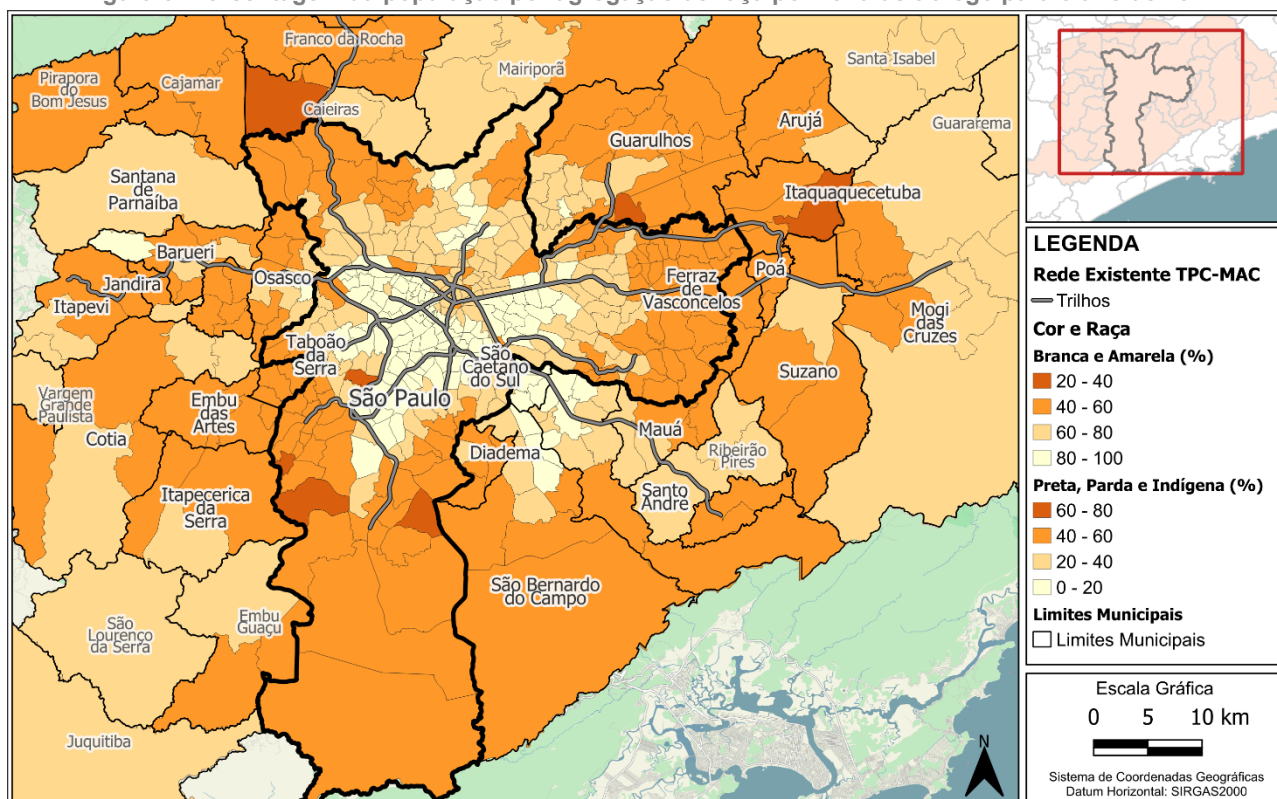 Franco da Rocha
Mairiporã
Santa Isabel
Pirapora
do
Bom Jesus
Cajamar
Caieiras
Guararema
Guarulhos
Arujá
Santana
de
Parnaíba
Itaquaquecetuba
Barueri
Jandira
Itapevi
Osasco
Ferraz
de
Vasconcelos
Poá
Mogi
das
Cruzes
Taboão
da
Serra
São
Caetano
do Sul
Suzano
São Paulo
Vargem
Grande
Paulista
Embu
das
Artes
Cotia
Diadema
Mauá
Ribeirão
Pires
Itapecerica
da
Serra
Santo
Andre
São Bernardo
do Campo
São
Lourenço
da Serra
Embu
Guaçu
Juquitiba
N
LEGENDA
Rede Existente TPC-MAC
Trilhos
Cor e Raça
Branca e Amarela (%)
20 - 40
40 - 60
60 - 80
80 - 100
Preta, Parda e Indígena (%)
60 - 80
40 - 60
20 - 40
0 - 20
Limites Municipais
Limites Municipais
Escala Gráfica
0 5 10 km
Sistema de Coordenadas Geográficas
Datum Horizontal: SIRGAS2000